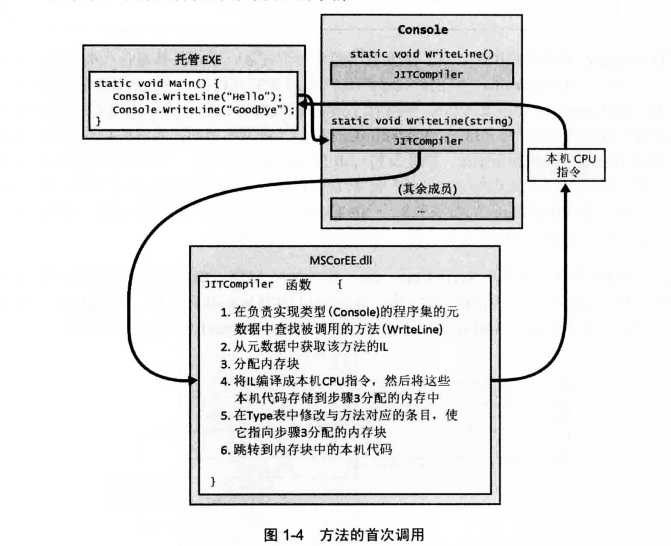 Console
static void WriteLine()
JITCompiler
托管 EXE
static void Main() {
Console.WriteLine("Hello");
Console.WriteLine("Goodbye");
}
static void WriteLine(string)
JITCompiler
(其余成员)
...
本机 CPU
指令
MSCorEE.dll
JITCompiler 函数 {
1. 在负责实现类型(Console)的程序集的元
数据中查找被调用的方法(WriteLine)
2. 从元数据中获取该方法的IL
3. 分配内存块
4. 将IL编译成本机CPU指令，然后将这些
本机代码存储到步骤3分配的内存中
5. 在Type表中修改与方法对应的条目，使
它指向步骤3分配的内存块
6. 跳转到内存块中的本机代码
}
图 1-4 方法的首次调用